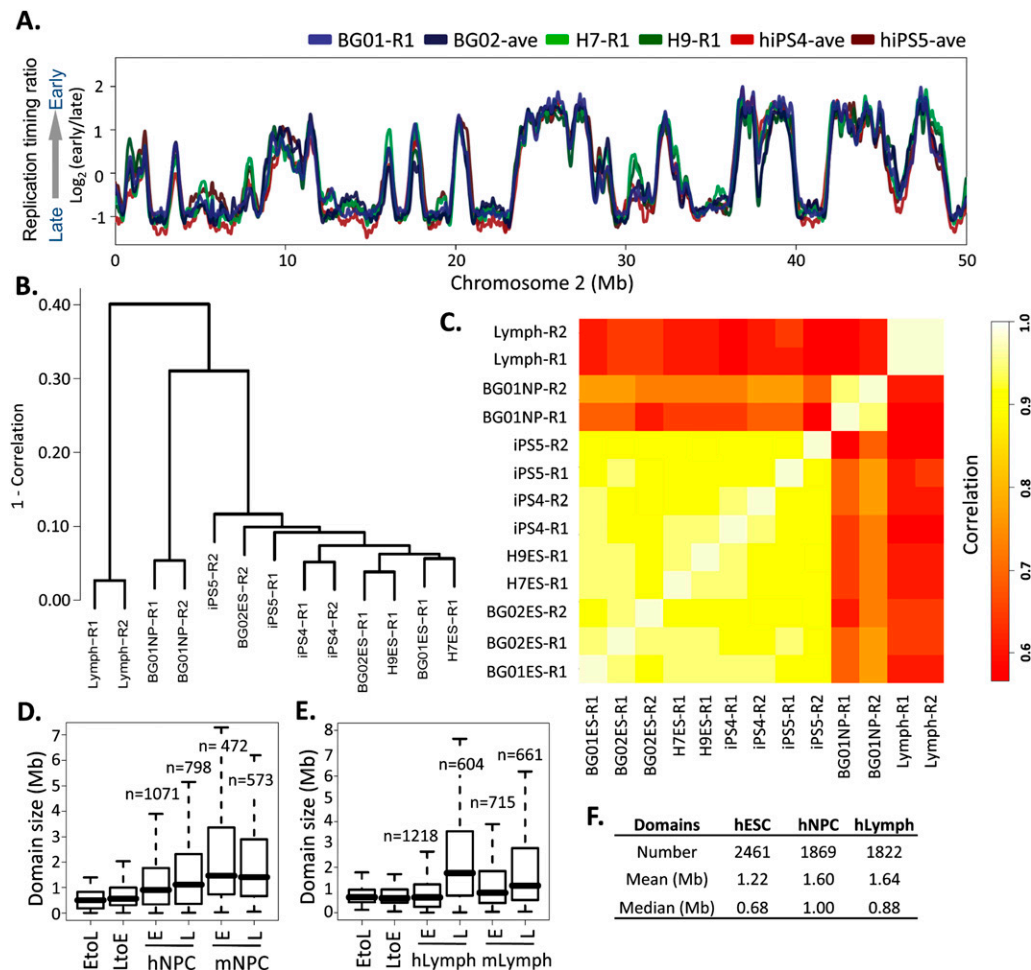 A.
BG01-R1 BG02-ave H7-R1 H9-R1 hiPS4-ave hiPS5-ave
Replication timing ratio
Late Early
Log2 (early/late)
2
1
0
-1
0 10 20 30 40 50
Chromosome 2 (Mb)
B.
1 - Correlation
0.40
0.30
0.20
0.10
0.00
Lymph-R1
Lymph-R2
BG01NP-R1
BG01NP-R2
iPS5-R2
BG02ES-R2
iPS5-R1
iPS4-R1
iPS4-R2
BG02ES-R1
H9ES-R1
BG01ES-R1
H7ES-R1
C.
Lymph-R2
Lymph-R1
BG01NP-R2
BG01NP-R1
iPS5-R2
iPS5-R1
iPS4-R2
iPS4-R1
H9ES-R1
H7ES-R1
BG02ES-R2
BG02ES-R1
BG01ES-R1
BG01ES-R1
BG02ES-R1
BG02ES-R2
H7ES-R1
H9ES-R1
iPS4-R1
iPS4-R2
iPS5-R1
iPS5-R2
BG01NP-R1
BG01NP-R2
Lymph-R1
Lymph-R2
Correlation
1.0
0.9
0.8
0.7
0.6
D.
Domain size (Mb)
7
6
5
4
3
2
1
0
n=1071
n=798
n= 472
n=573
EtoL
LtoE
E
L
E
L
hNPC mNPC
E.
Domain size (Mb)
8
6
4
2
0
n=1218
n=604
n=715
n=661
EtoL
LtoE
E
L
E
L
hLymph mLymph
F.
Domains hESC hNPC hLymph
Number 2461 1869 1822
Mean (Mb) 1.22 1.60 1.64
Median (Mb) 0.68 1.00 0.88